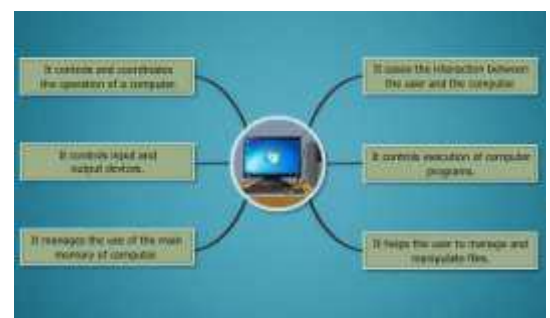 It controls and coordinates
the operation of a computer.
It controls input and
output devices.
It manages the use of the main
memory of computer.
It eases the interaction between
the user and the computer.
It controls execution of computer
programs.
It helps the user to manage and
manipulate files.